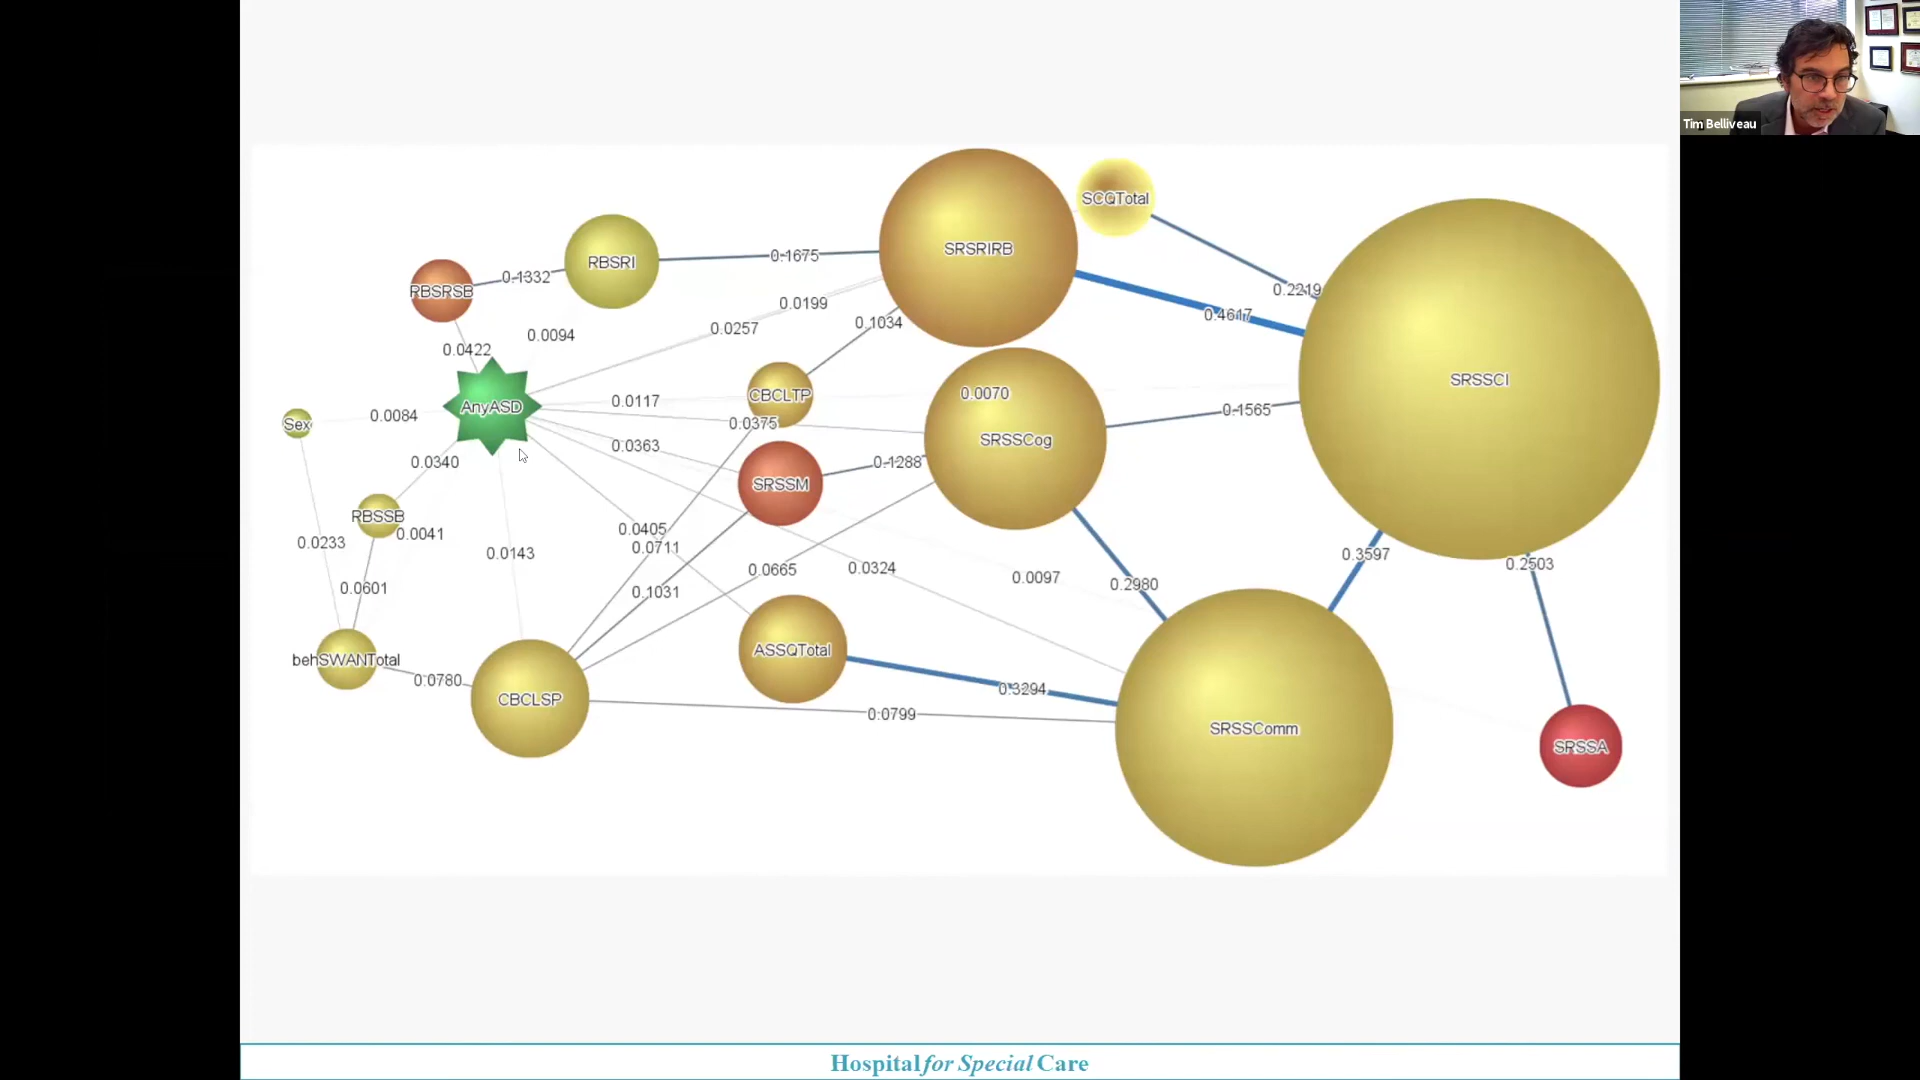 Tim Belliveau
SCQTotal
SRSRIRB
0.1675
RBSRI
0.1332
RBSRSB
0.2219
0.0199
0.4617
0.1034
0.0257
0.0094
0.0422
SRSSCI
0.0070
CBCLTP
0.0117
AnyASD
0.1565
0.0084
Sex
0.0375
SRSSCog
0.0363
0.0340
0.1288
SRSSM
RBSSB
0.0405
0.0041
0.0233
0.0711
0.0143
0.3597
0.2503
0.0665
0.0324
0.0097
0.2980
0.0601
0.1031
ASSQTotal
behSWANTotal
0.0780
0.3294
CBCLSP
0.0799
SRSSComm
SRSSA
Hospital for Special Care